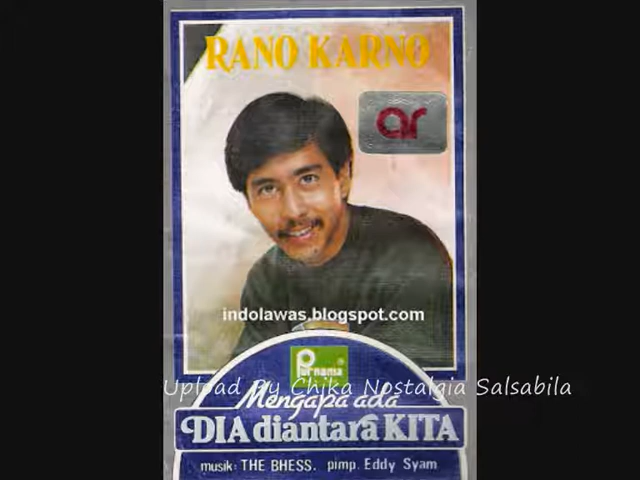 RANO KARNO
ar
indolawas.blogspot.com
Purnama
Upload By Chika Nostalgia Salsabila
Mengapa ada
DIA diantara KITA
musik: THE BHESS. pimp. Eddy Syam